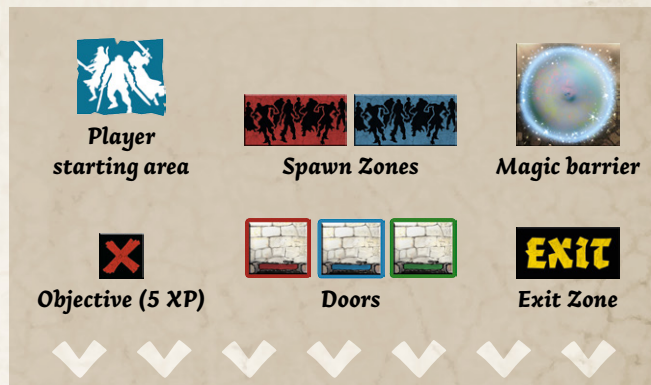 Player
starting area
Spawn Zones
Magic barrier
Objective (5 XP)
Doors
EXIT
Exit Zone